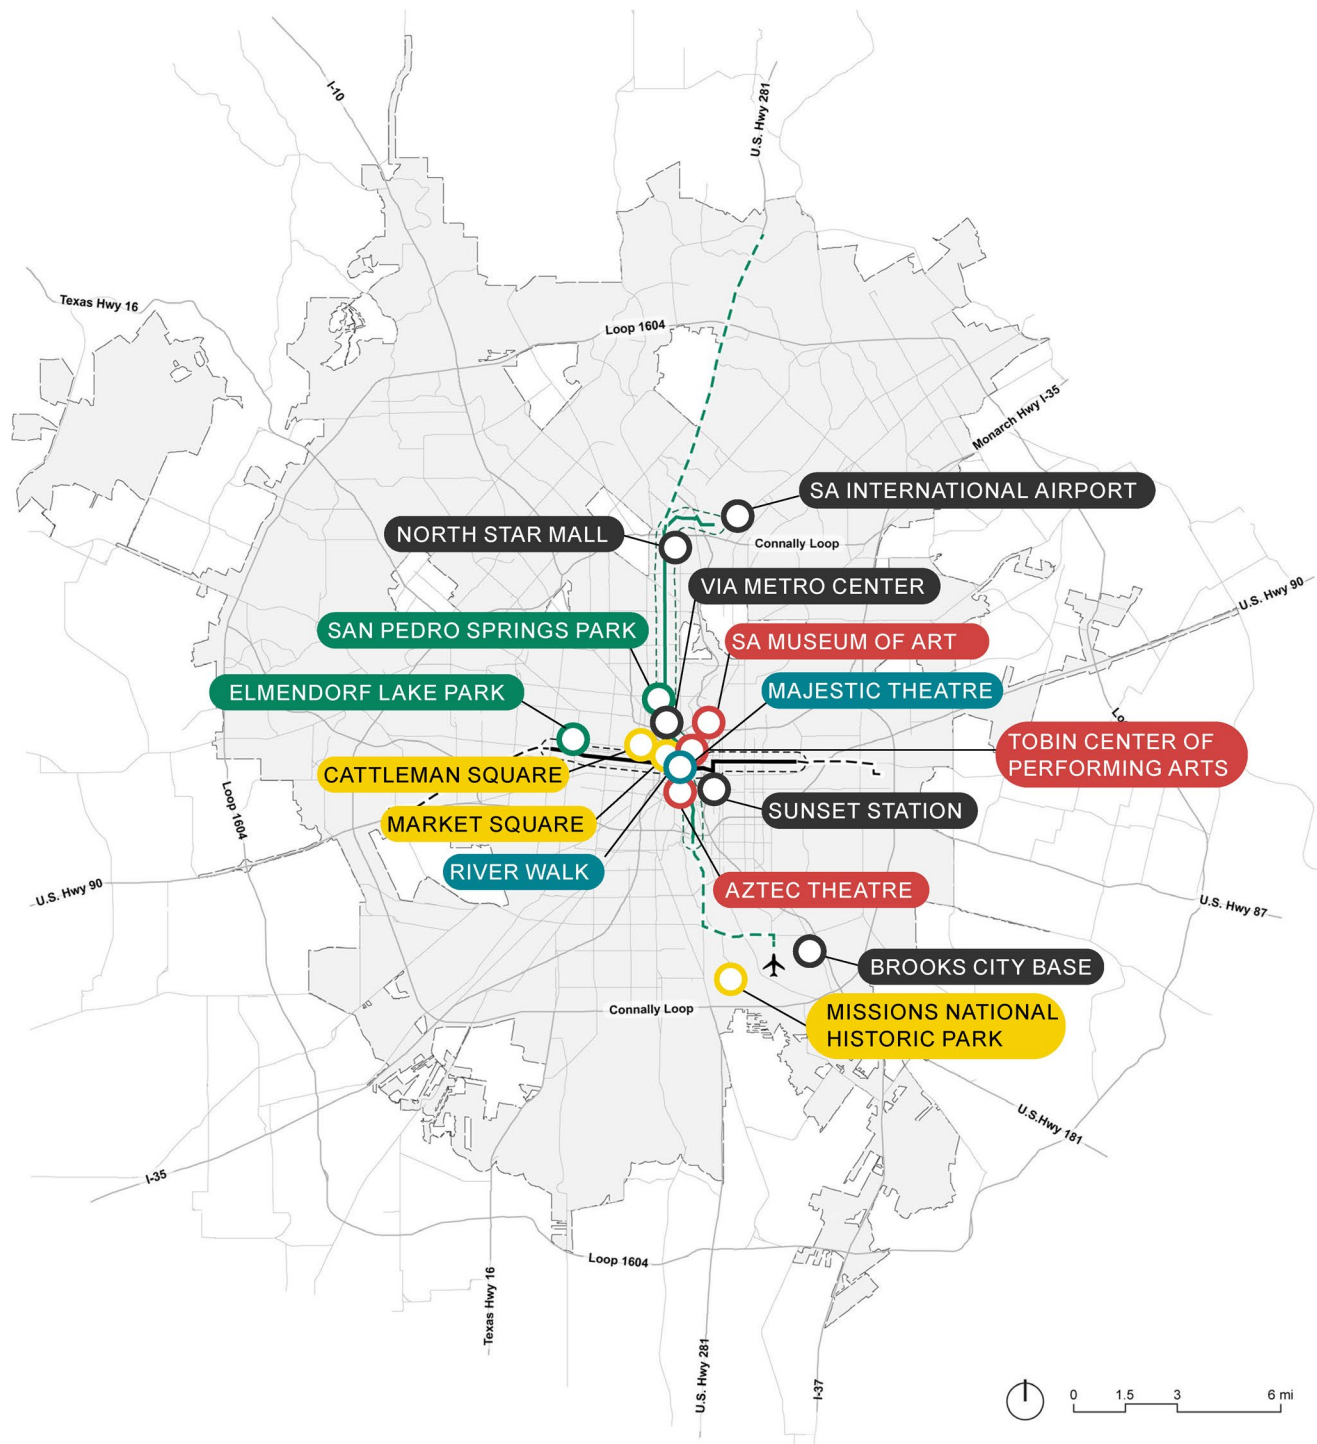 I-10
U.S. Hwy 281
Texas Hwy 16
Loop 1604
Monarch Hwy I-35
SA INTERNATIONAL AIRPORT
NORTH STAR MALL
Connally Loop
VIA METRO CENTER
U.S. Hwy 90
SAN PEDRO SPRINGS PARK
SA MUSEUM OF ART
ELMENDORF LAKE PARK
MAJESTIC THEATRE
TOBIN CENTER OF
PERFORMING ARTS
CATTLEMAN SQUARE
Loop 1604
MARKET SQUARE
SUNSET STATION
RIVER WALK
AZTEC THEATRE
U.S. Hwy 90
U.S. Hwy 87
BROOKS CITY BASE
Connally Loop
MISSIONS NATIONAL
HISTORIC PARK
U.S.Hwy 181
I-35
Loop 1604
Texas Hwy 16
U.S. Hwy 281
I-37
0 1.5 3 6 mi